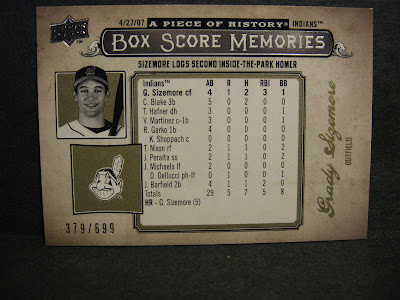 4/27/07 A PIECE OF HISTORY INDIANS™
BOX SCORE MEMORIES
SIZEMORE LOGS SECOND INSIDE-THE-PARK HOMER
Indians™ AB R H RBI BB
G. Sizemore cf 4 1 2 3 1
C. Blake 3b 5 0 2 0 0
T. Hafner dh 3 0 0 0 1
V. Martinez c-1b 3 0 0 0 1
R. Garko 1b 4 0 0 0 0
K. Shoppach c 0 0 0 0 0
T. Nixon rf 2 1 1 0 2
J. Peralta ss 2 1 1 0 2
J. Michaels lf 2 0 0 0 0
D. Dellucci ph-lf 0 1 0 0 1
J. Barfield 2b 4 1 1 2 0
Totals 29 5 7 5 8
HR - G. Sizemore (5)
Grady Sizemore
OUTFIELD
379/699